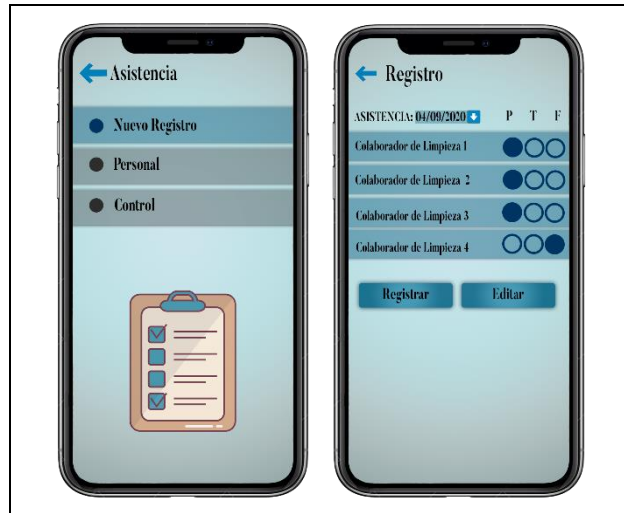 Asistencia
Nuevo Registro
Personal
Control
Registro
ASISTENCIA: 04/09/2020 P T F
Colaborador de Limpieza 1
Colaborador de Limpieza 2
Colaborador de Limpieza 3
Colaborador de Limpieza 4
Registrar Editar